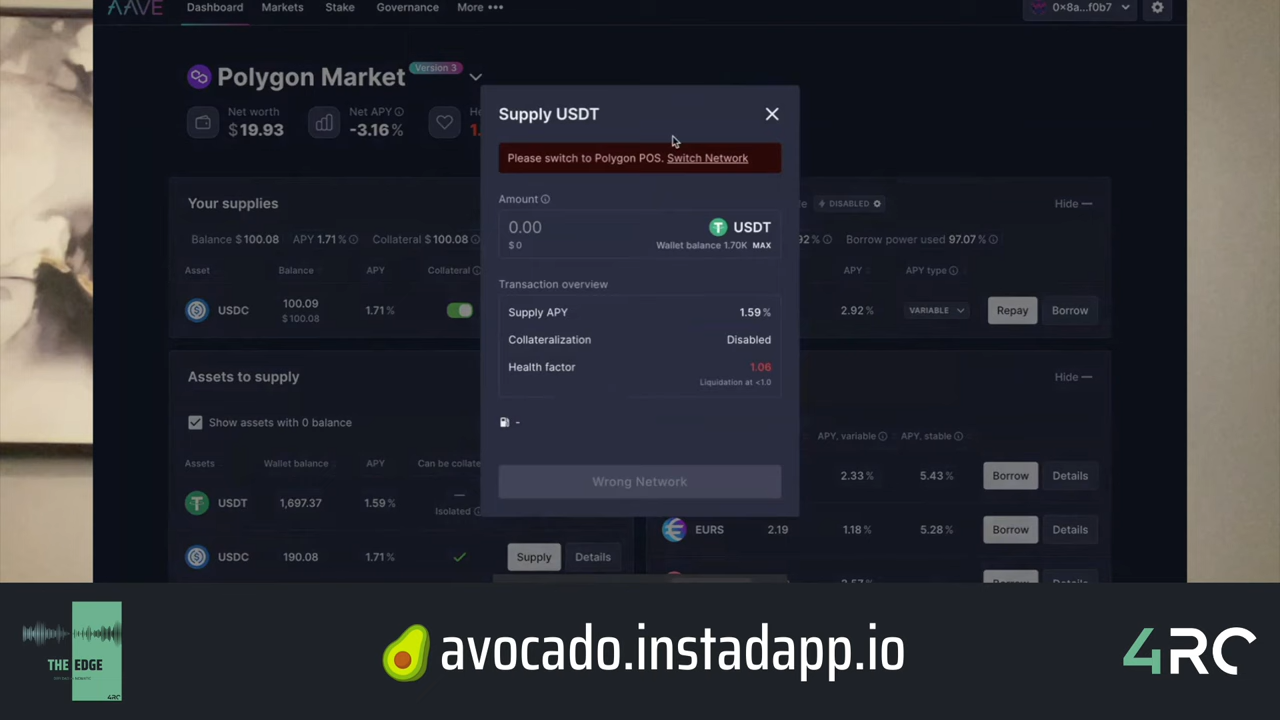 AAVE Dashboard Markets Stake Governance More ••• 0x8a...f0b7
Polygon Market Version 3
Net worth
$19.93
Net APY
-3.16 %
Supply USDT
Please switch to Polygon POS. Switch Network
Amount
0.00 USDT
$0 Wallet balance 1.70K MAX
Transaction overview
Supply APY 1.59 %
Collateralization Disabled
Health factor 1.06
Liquidation at <1.0
-
Wrong Network
Your supplies Hide —
Balance $ 100.08 APY 1.71 % Collateral $ 100.08
Asset Balance APY Collateral
USDC 100.09 1.71 %
$ 100.08
Assets to supply
Show assets with 0 balance
Assets Wallet balance APY Can be collate
USDT 1,697.37 1.59 % —
Isolated
USDC 190.08 1.71 % Supply Details
DISABLED Hide —
Borrow power used 97.07 %
APY APY type
2.92 % VARIABLE Repay Borrow
Hide —
APY, variable APY, stable
2.33 % 5.43 % Borrow Details
EURS 2.19 1.18 % 5.28 % Borrow Details
THE EDGE
4RC
avocado.instadapp.io
4RC